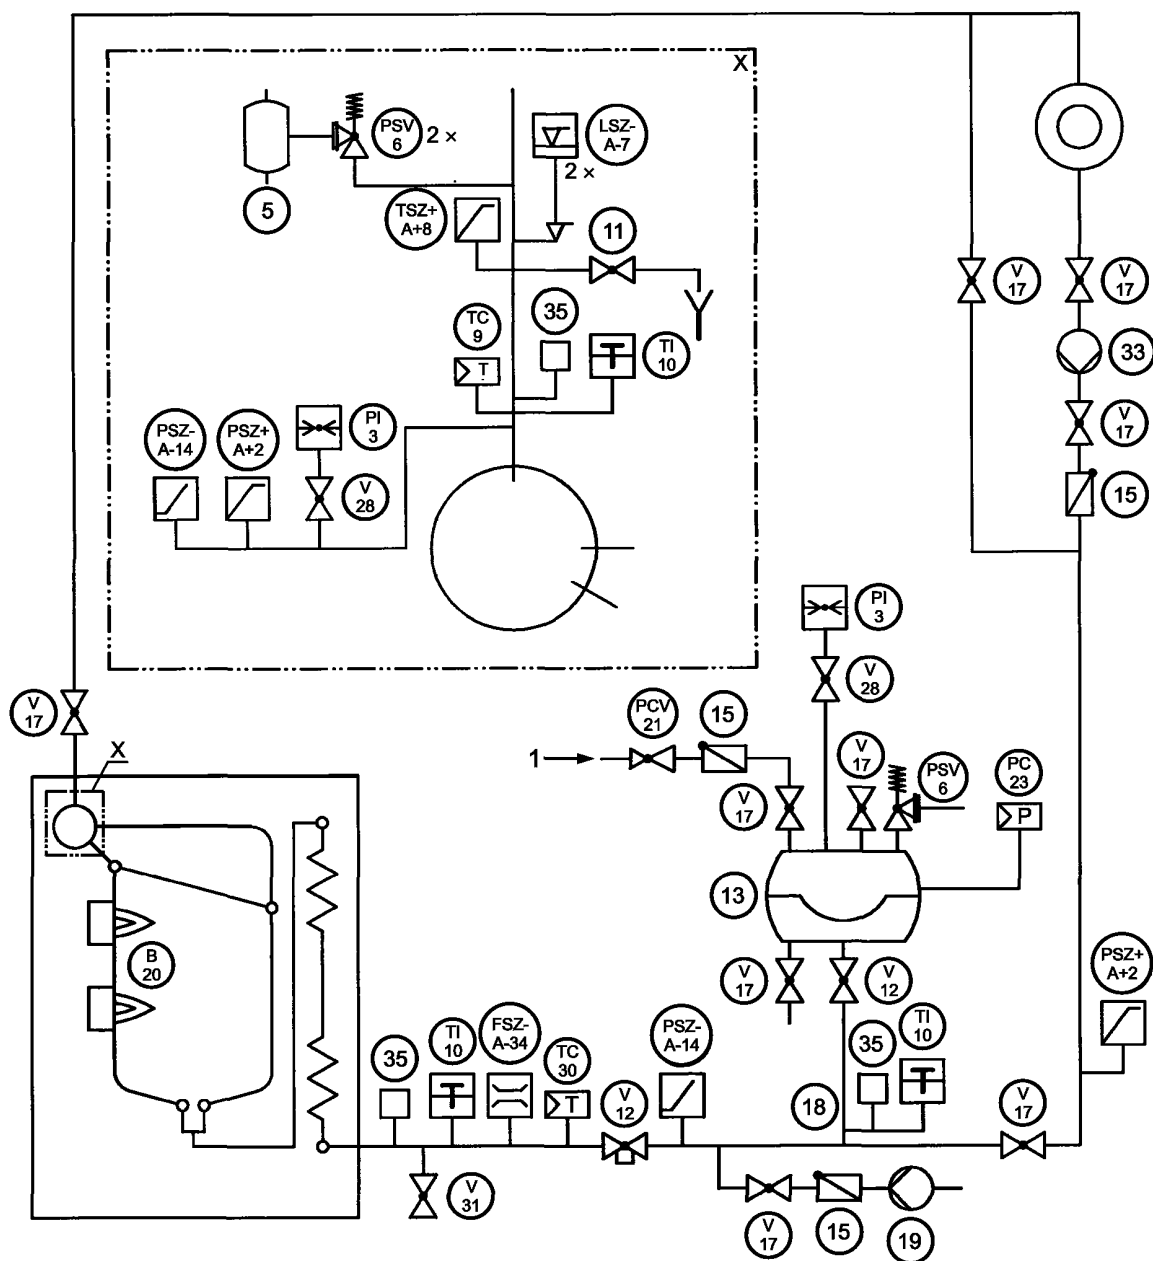 X
PSV
6
2 ×
LSZ-
A-7
2 ×
5
TSZ+
A+8
11
V
17
V
17
TC
9
35
TI
10
T
T
33
PSZ-
A-14
PSZ+
A+2
PI
3
V
17
V
28
15
PI
3
V
28
V
17
PCV
21
15
1
X
V
17
PSV
6
PC
23
P
V
17
13
B
20
V
17
V
12
PSZ+
A+2
35
TI
10
T
FSZ-
A-34
TC
30
T
V
12
PSZ-
A-14
35
TI
10
T
18
V
17
V
31
V
17
15
19